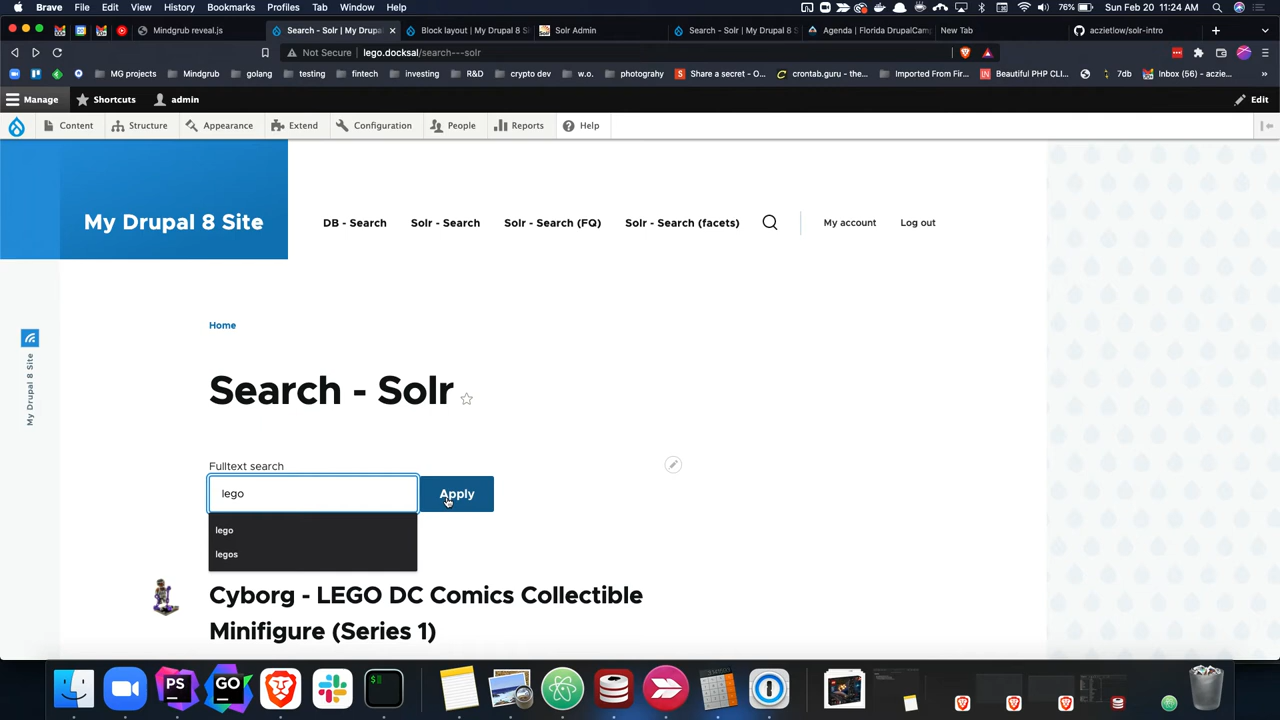 Brave File Edit View History Bookmarks Profiles Tab Window Help
76% Sun Feb 20 11:24 AM
Mindgrub reveal.js
Search - Solr | My Drupa
Block layout | My Drupal 8 Si
Solr Admin
Search - Solr | My Drupal 8 S
Agenda | Florida DrupalCam
New Tab
aczietlow/solr-intro
Not Secure lego.docksal/search---solr
MG projects Mindgrub golang testing fintech investing R&D crypto dev w.o. photograhy Share a secret - O... crontab.guru - the... Imported From Fir... Beautiful PHP CLI... 7db Inbox (56) - aczie...
Manage Shortcuts admin Edit
Content Structure Appearance Extend Configuration People Reports Help
My Drupal 8 Site
DB - Search Solr - Search Solr - Search (FQ) Solr - Search (facets) My account Log out
My Drupal 8 Site
Home
Search - Solr
Fulltext search
lego
Apply
lego
legos
Cyborg - LEGO DC Comics Collectible
Minifigure (Series 1)
PS
GO